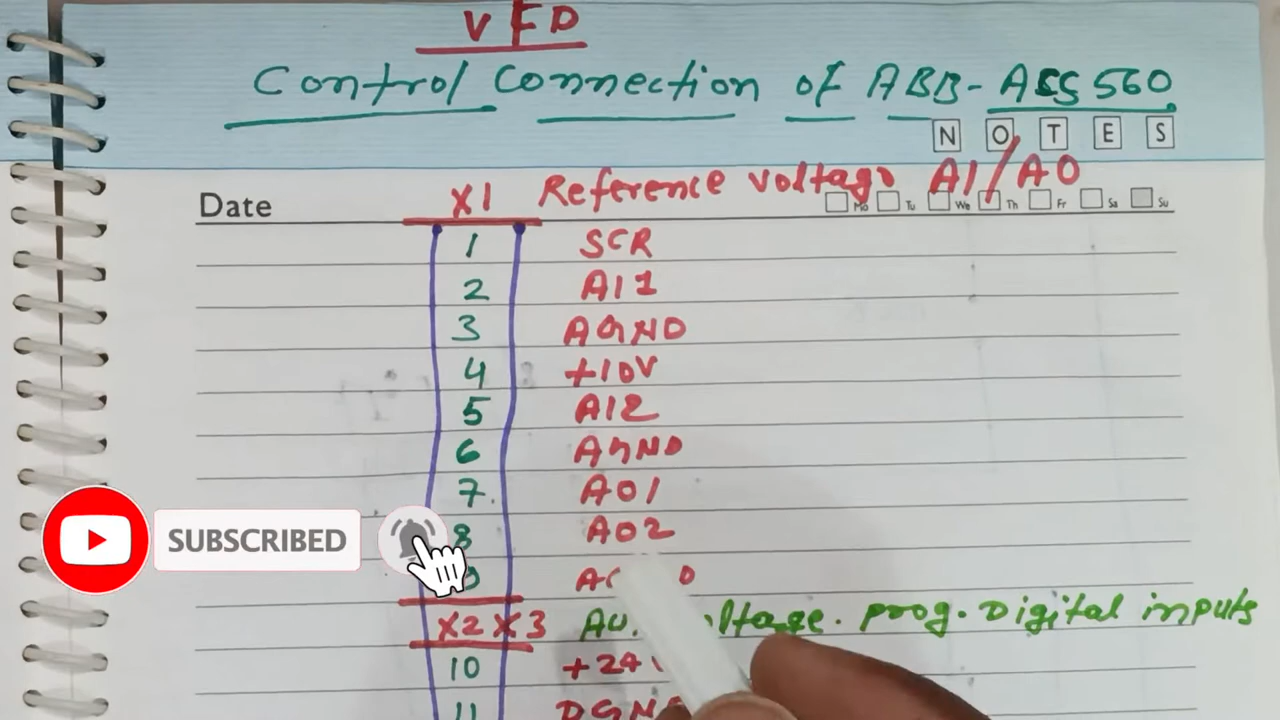 VFD
Control Connection of ABB-ACS560
NOTES
Date X1 Reference voltage AI/AO
Mo Tu We Th Fr Sa Su
1 SCR
2 AI1
3 AGND
4 +10V
5 AI2
6 AGND
7 AO1
8 AO2
SUBSCRIBED
X2 X3 prog. Digital inputs
10 +24
11